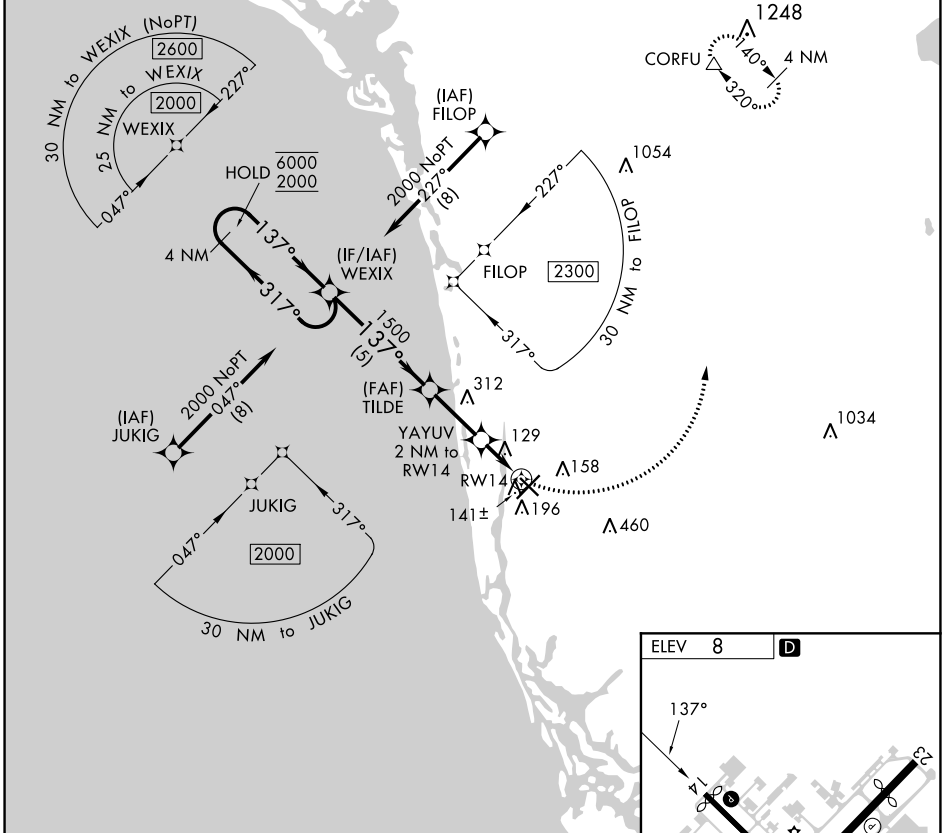 30 NM to WEXIX (NoPT)
2600
25 NM to WEXIX
2000
227°
WEXIX
047°
1248
CORFU
140°
4 NM
320°
(IAF)
FILOP
2000 NoPT
227°
(8)
1054
HOLD
6000
2000
4 NM
137°
317°
(IF/IAF)
WEXIX
227°
FILOP
2300
30 NM to FILOP
317°
1500
137°
(5)
2000 NoPT
047°
(8)
(IAF)
JUKIG
(FAF)
TILDE
312
YAYUV
2 NM to
RW14
129
1034
RW14
158
141±
196
460
JUKIG
047°
317°
2000
30 NM to JUKIG
ELEV 8
D
137°
14
23
P
P